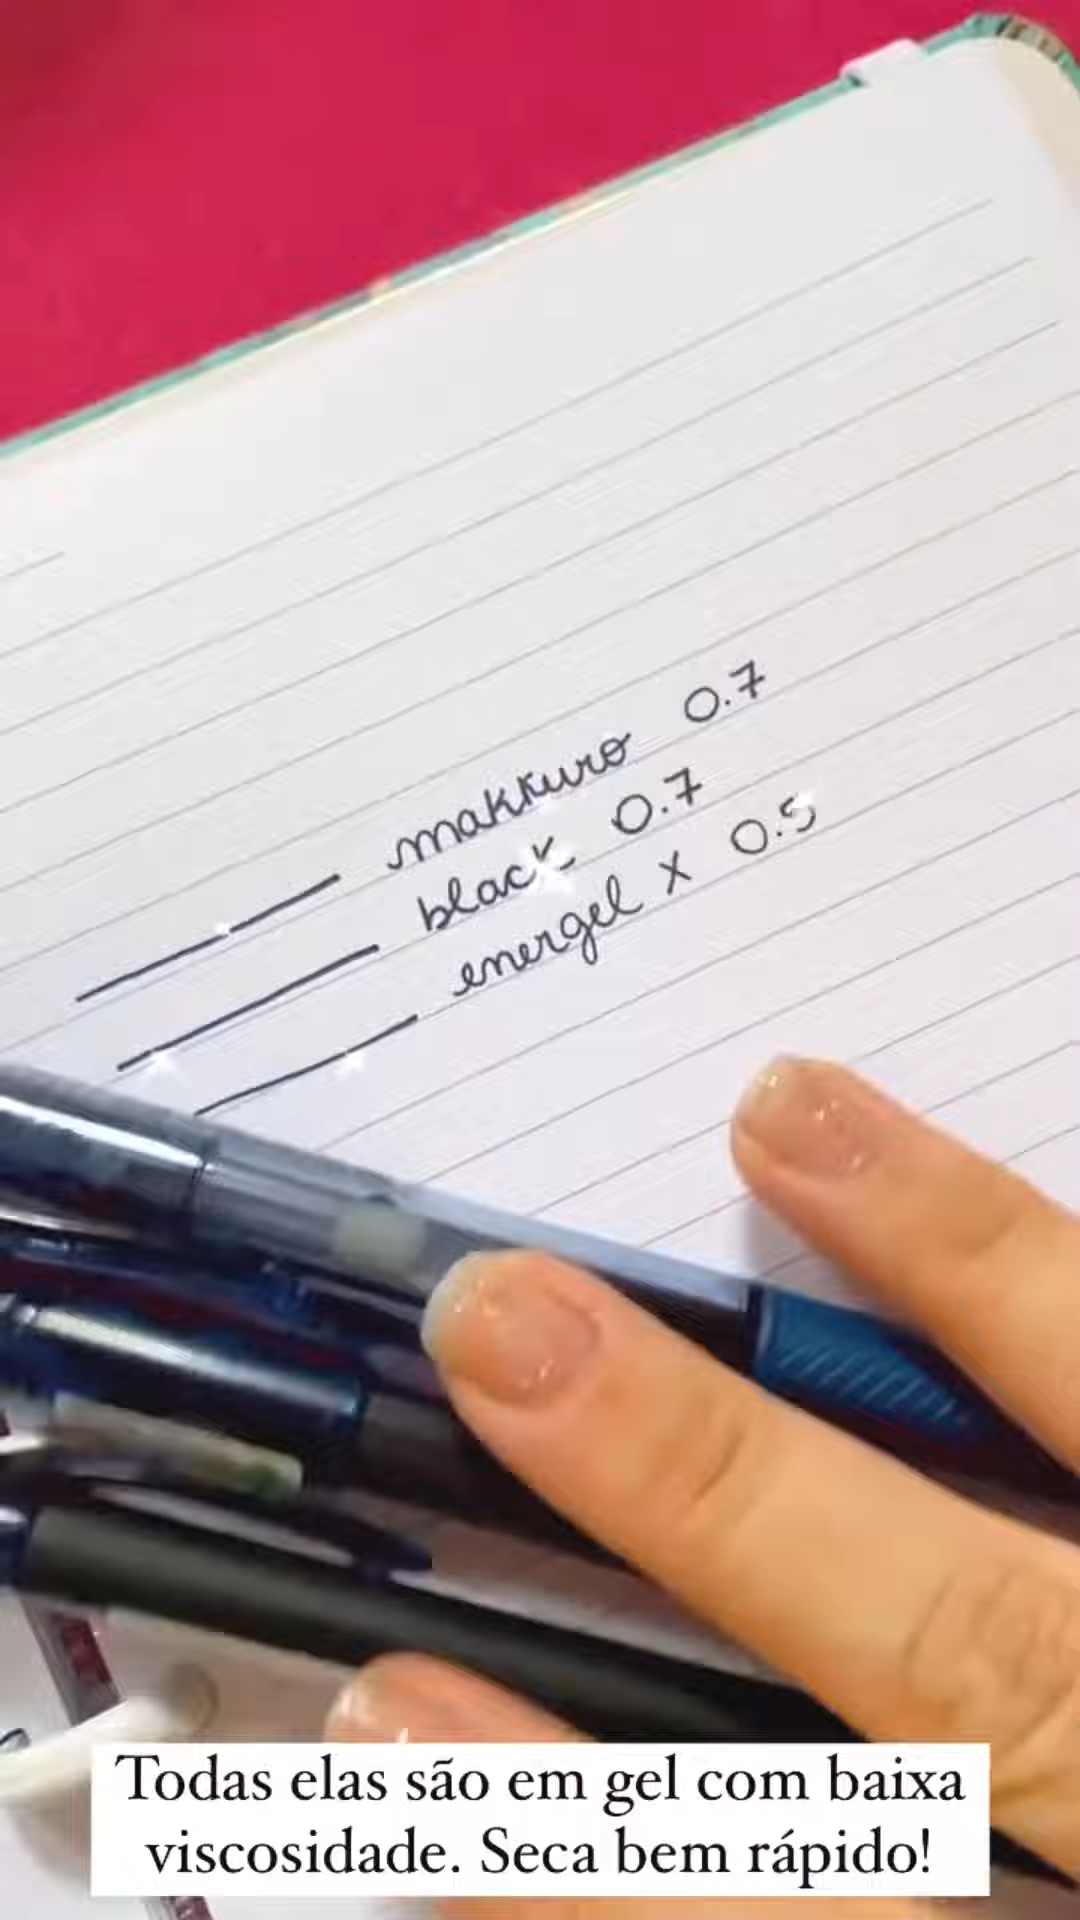 makkuro 0.7
black 0.7
energel X 0.5
Todas elas são em gel com baixa
viscosidade. Seca bem rápido!